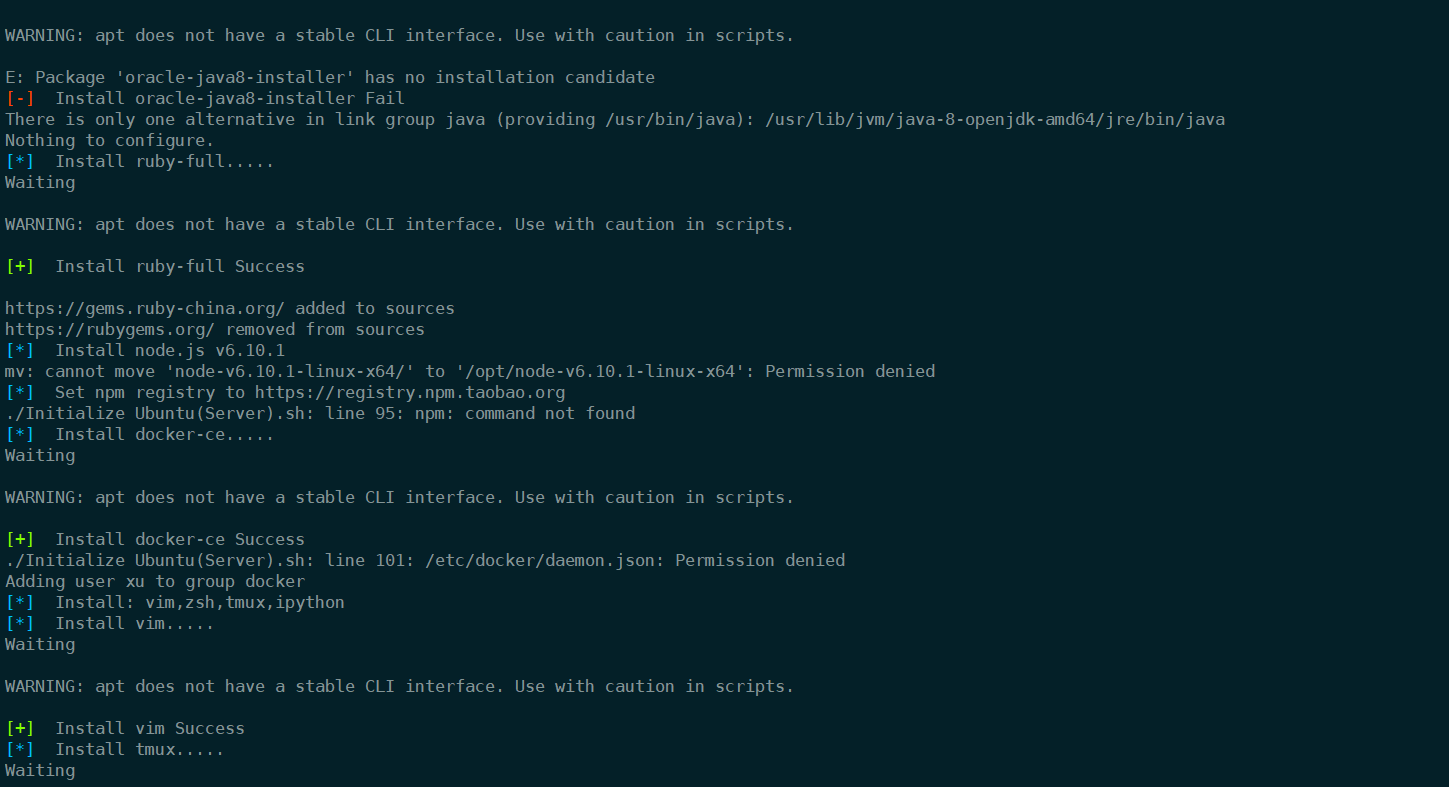 WARNING: apt does not have a stable CLI interface. Use with caution in scripts.
E: Package 'oracle-java8-installer' has no installation candidate
[-]  Install oracle-java8-installer Fail
There is only one alternative in link group java (providing /usr/bin/java): /usr/lib/jvm/java-8-openjdk-amd64/jre/bin/java
Nothing to configure.
[*]  Install ruby-full.....
Waiting
WARNING: apt does not have a stable CLI interface. Use with caution in scripts.
[+]  Install ruby-full Success
https://gems.ruby-china.org/ added to sources
https://rubygems.org/ removed from sources
[*]  Install node.js v6.10.1
mv: cannot move 'node-v6.10.1-linux-x64/' to '/opt/node-v6.10.1-linux-x64': Permission denied
[*]  Set npm registry to https://registry.npm.taobao.org
./Initialize Ubuntu(Server).sh: line 95: npm: command not found
[*]  Install docker-ce.....
Waiting
WARNING: apt does not have a stable CLI interface. Use with caution in scripts.
[+]  Install docker-ce Success
./Initialize Ubuntu(Server).sh: line 101: /etc/docker/daemon.json: Permission denied
Adding user xu to group docker
[*]  Install: vim,zsh,tmux,ipython
[*]  Install vim.....
Waiting
WARNING: apt does not have a stable CLI interface. Use with caution in scripts.
[+]  Install vim Success
[*]  Install tmux.....
Waiting